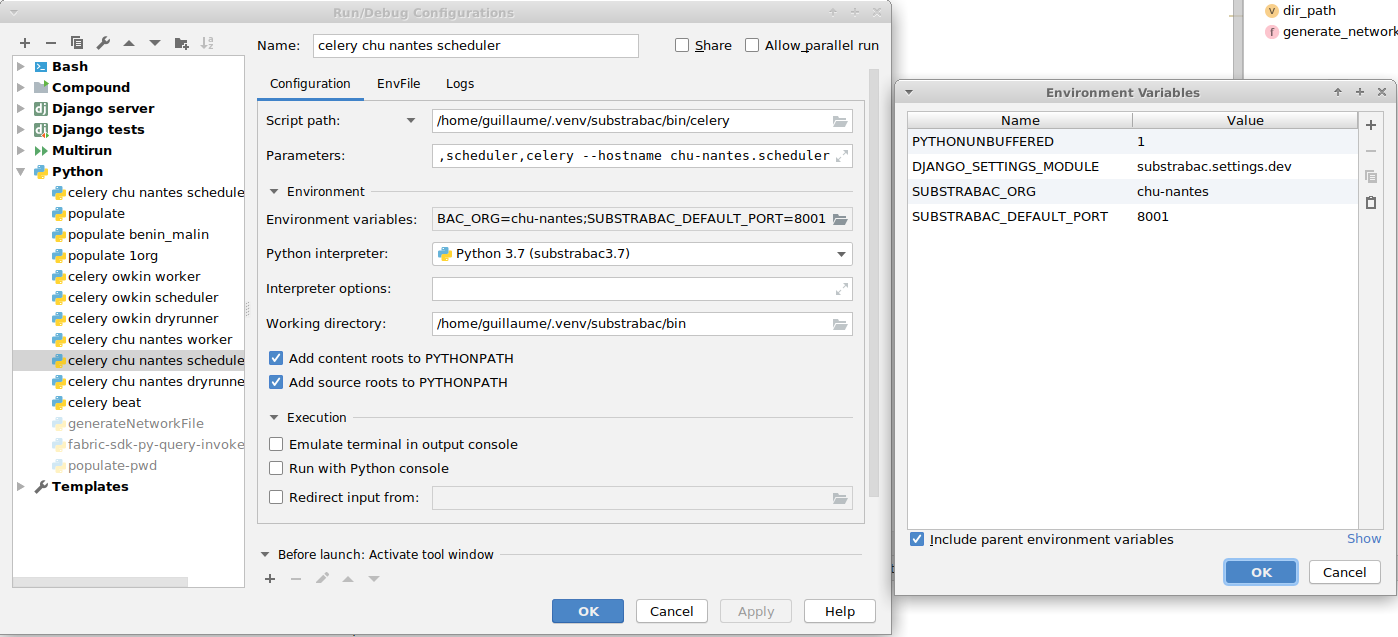 Run/Debug Configurations
Name: celery chu nantes scheduler Share Allow parallel run
Bash
Compound
Django server
Django tests
Multirun
Python
celery chu nantes schedule
populate
populate benin_malin
populate 1org
celery owkin worker
celery owkin scheduler
celery owkin dryrunner
celery chu nantes worker
celery chu nantes schedule
celery chu nantes dryrunne
celery beat
generateNetworkFile
fabric-sdk-py-query-invoke
populate-pwd
Templates
Configuration EnvFile Logs
Script path: /home/guillaume/.venv/substrabac/bin/celery
Parameters: ,scheduler,celery --hostname chu-nantes.scheduler
Environment
Environment variables: BAC_ORG=chu-nantes;SUBSTRABAC_DEFAULT_PORT=8001
Python interpreter: Python 3.7 (substrabac3.7)
Interpreter options:
Working directory: /home/guillaume/.venv/substrabac/bin
Add content roots to PYTHONPATH
Add source roots to PYTHONPATH
Execution
Emulate terminal in output console
Run with Python console
Redirect input from:
Before launch: Activate tool window
OK Cancel Apply Help
v dir_path
f generate_network
Environment Variables
Name Value
PYTHONUNBUFFERED 1
DJANGO_SETTINGS_MODULE substrabac.settings.dev
SUBSTRABAC_ORG chu-nantes
SUBSTRABAC_DEFAULT_PORT 8001
Include parent environment variables Show
OK Cancel